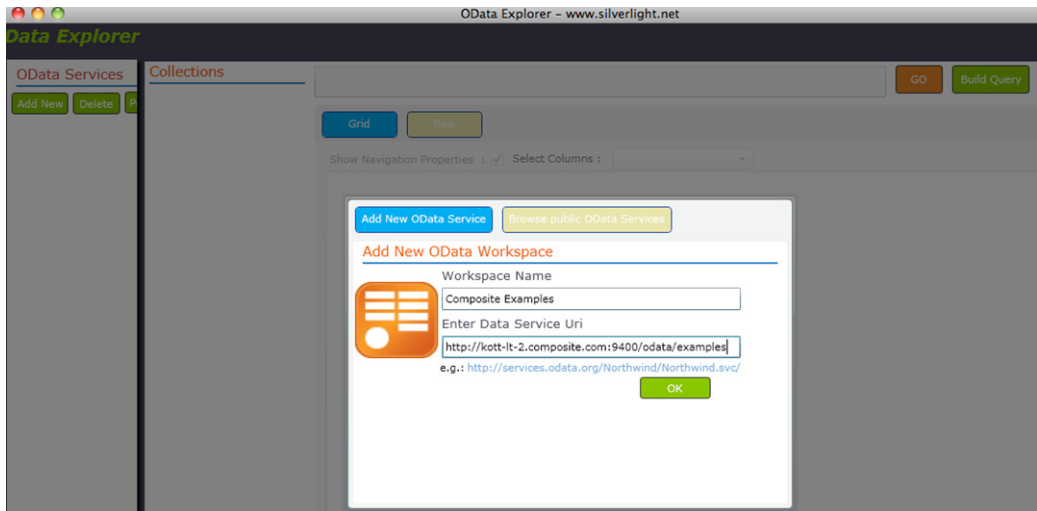 OData Explorer - www.silverlight.net
Data Explorer
OData Services
Collections
GO
Build Query
Add New
Delete
Grid
Raw
Show Navigation Properties :
Select Columns :
Add New OData Service
Browse public OData Services
Add New OData Workspace
Workspace Name
Composite Examples
Enter Data Service Uri
http://kott-lt-2.composite.com:9400/odata/examples
e.g.: http://services.odata.org/Northwind/Northwind.svc/
OK